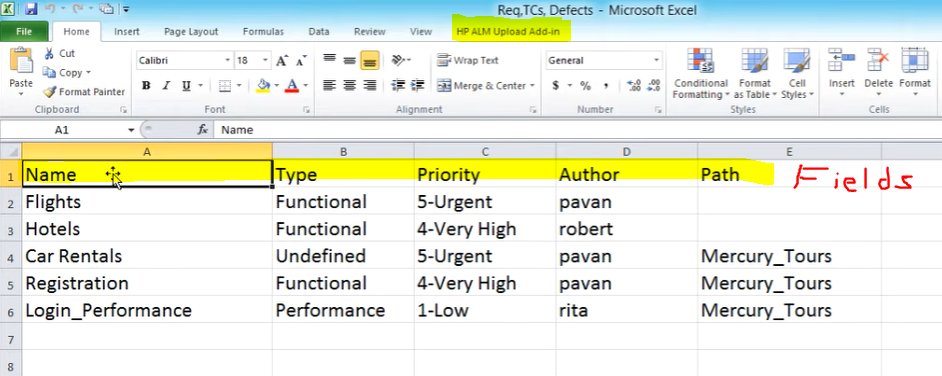 Req,TCs, Defects - Microsoft Excel
File Home Insert Page Layout Formulas Data Review View HP ALM Upload Add-in
Paste
Cut
Copy
Format Painter
Clipboard
Calibri 18 A A
B I U A
Font
Wrap Text
Merge & Center
Alignment
General
$ % , .00 .0
Number
Conditional Formatting
Format as Table
Cell Styles
Styles
Insert Delete Format
Cells
A1 fx Name
A B C D E
1 Name Type Priority Author Path Fields
2 Flights Functional 5-Urgent pavan
3 Hotels Functional 4-Very High robert
4 Car Rentals Undefined 5-Urgent pavan Mercury_Tours
5 Registration Functional 4-Very High pavan Mercury_Tours
6 Login_Performance Performance 1-Low rita Mercury_Tours
7
8